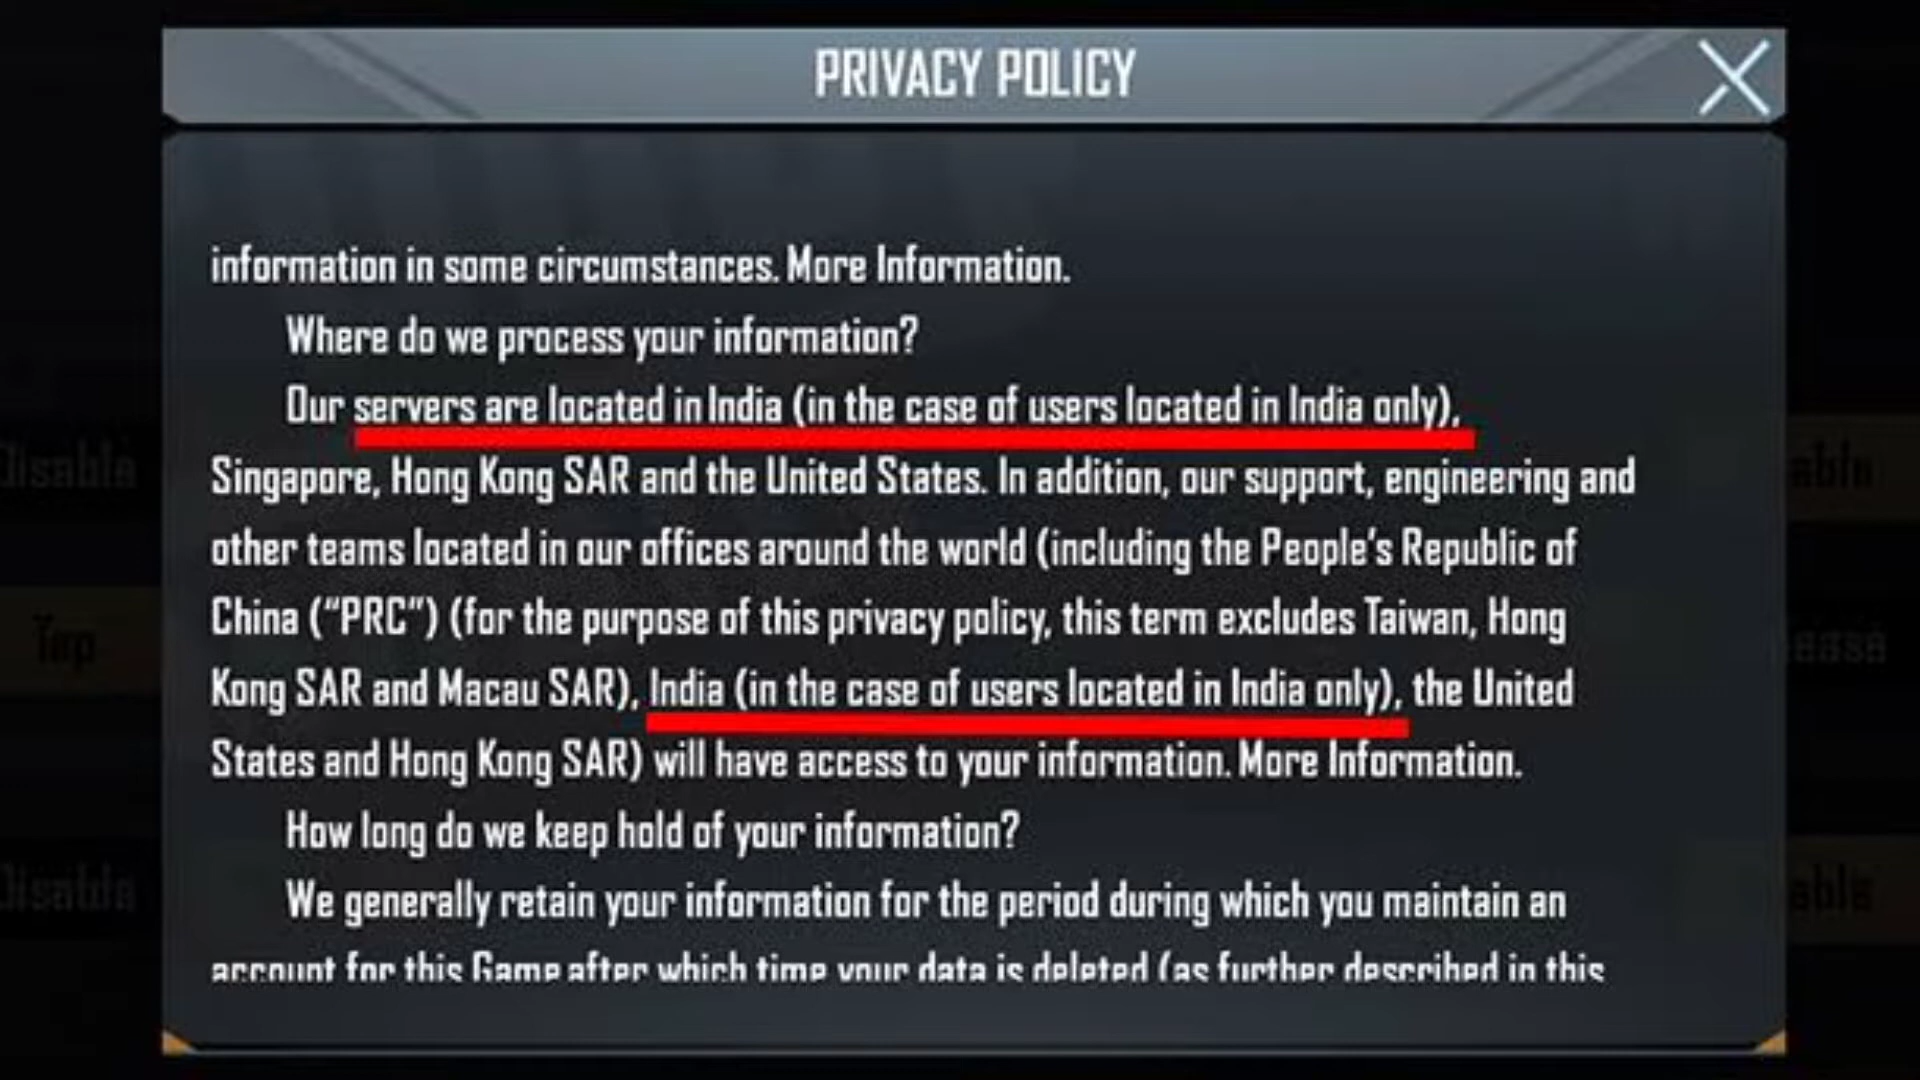 PRIVACY POLICY
information in some circumstances. More Information.
Where do we process your information?
Our servers are located in India (in the case of users located in India only),
Singapore, Hong Kong SAR and the United States. In addition, our support, engineering and
other teams located in our offices around the world (including the People's Republic of
China ("PRC") (for the purpose of this privacy policy, this term excludes Taiwan, Hong
Kong SAR and Macau SAR), India (in the case of users located in India only), the United
States and Hong Kong SAR) will have access to your information. More Information.
How long do we keep hold of your information?
We generally retain your information for the period during which you maintain an
account for this Game after which time your data is deleted (as further described in this
Disable
Tap
Disable